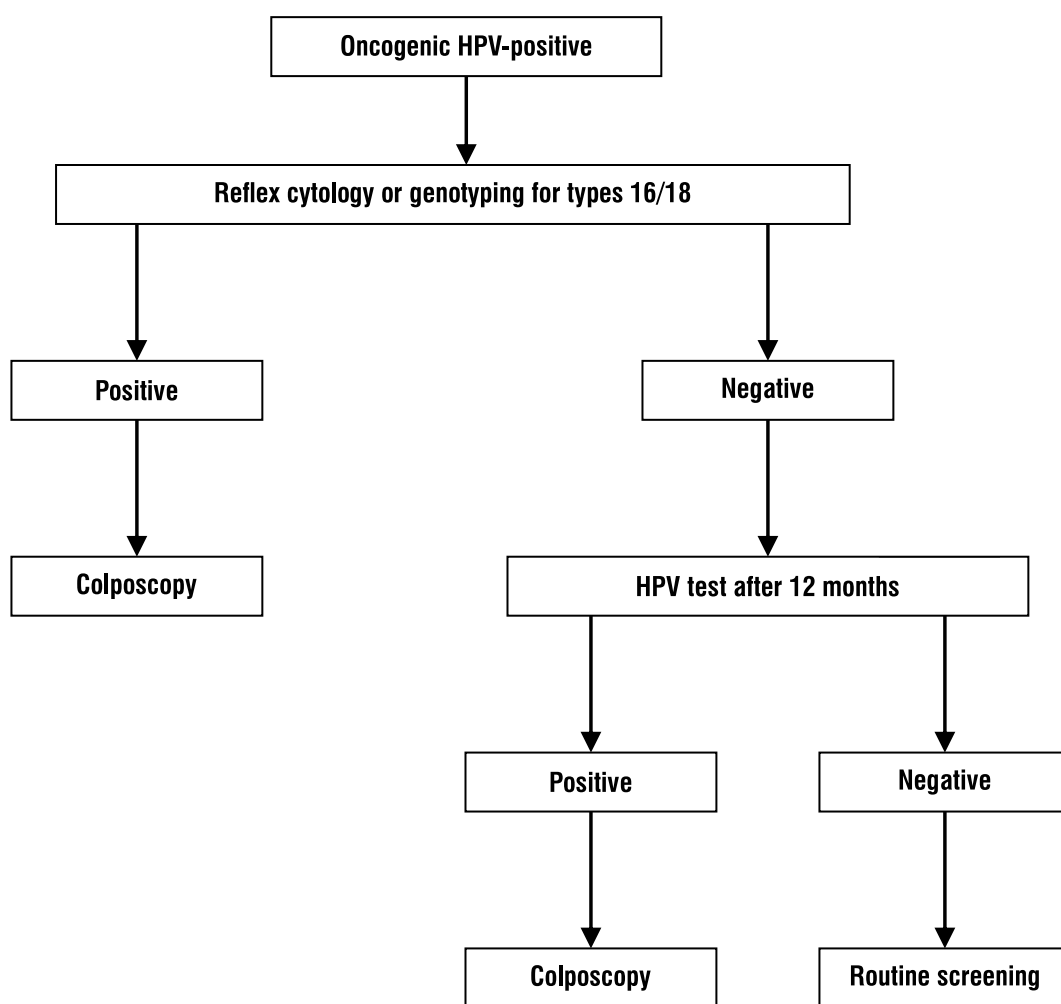 Oncogenic HPV-positive
Reflex cytology or genotyping for types 16/18
Positive
Negative
Colposcopy
HPV test after 12 months
Positive
Negative
Colposcopy
Routine screening